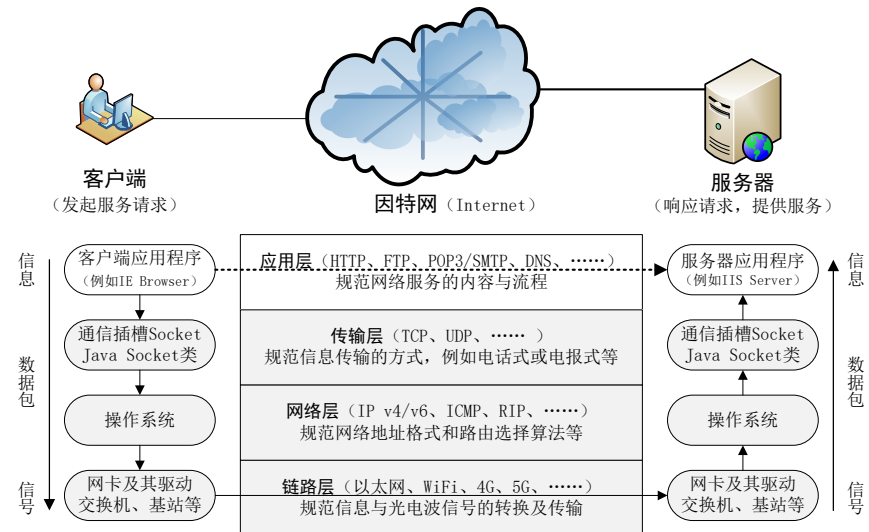 客户端
（发起服务请求）
因特网（Internet）
服务器
（响应请求，提供服务）
信息
数据包
信号
客户端应用程序
（例如IE Browser）
通信插槽Socket
Java Socket类
操作系统
网卡及其驱动
交换机、基站等
应用层（HTTP、FTP、POP3/SMTP、DNS、……）
规范网络服务的内容与流程
传输层（TCP、UDP、…… ）
规范信息传输的方式，例如电话式或电报式等
网络层（IP v4/v6、ICMP、RIP、……）
规范网络地址格式和路由选择算法等
链路层（以太网、WiFi、4G、5G、……）
规范信息与光电波信号的转换及传输
服务器应用程序
（例如IIS Server）
通信插槽Socket
Java Socket类
操作系统
网卡及其驱动
交换机、基站等
信息
数据包
信号